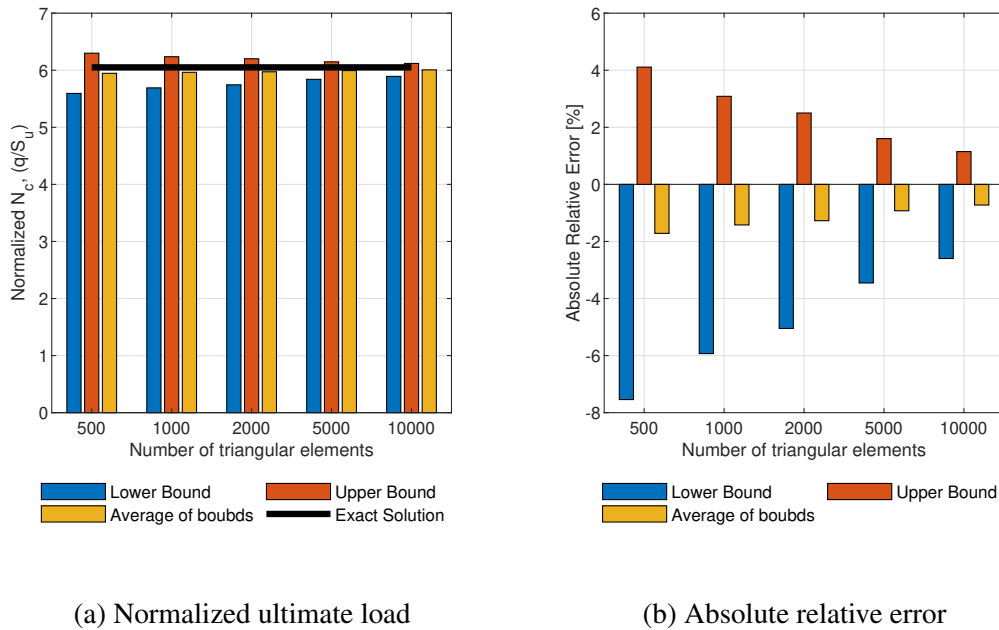 7
6
5
4
3
2
1
0
Normalized N_c, (q/S_u)
500 1000 2000 5000 10000
Number of triangular elements
Lower Bound Upper Bound
Average of boubds Exact Solution
(a) Normalized ultimate load
6
4
2
0
-2
-4
-6
-8
Absolute Relative Error [%]
500 1000 2000 5000 10000
Number of triangular elements
Lower Bound Upper Bound
Average of boubds
(b) Absolute relative error